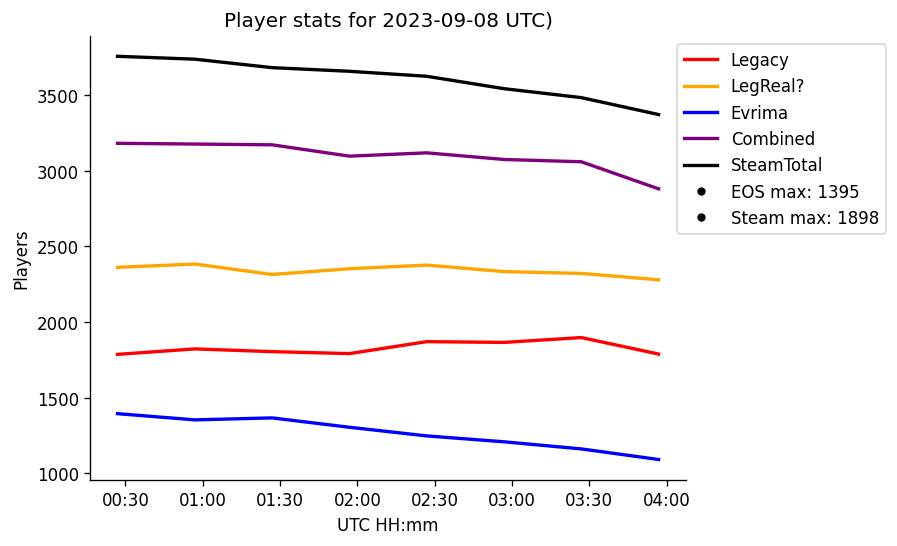 Player stats for 2023-09-08 UTC)
Legacy
LegReal?
Evrima
Combined
SteamTotal
EOS max: 1395
Steam max: 1898
Players
3500
3000
2500
2000
1500
1000
00:30 01:00 01:30 02:00 02:30 03:00 03:30 04:00
UTC HH:mm